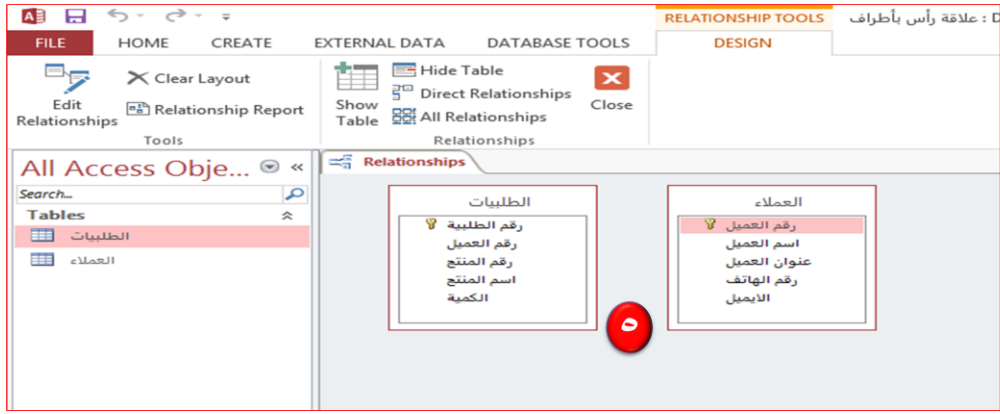 RELATIONSHIP TOOLS
D : علاقة رأس بأطراف
FILE HOME CREATE EXTERNAL DATA DATABASE TOOLS DESIGN
Edit Relationships
Clear Layout
Relationship Report
Tools
Show Table
Hide Table
Direct Relationships
All Relationships
Close
Relationships
All Access Obje...
Search...
Tables
الطلبيات
العملاء
Relationships
الطلبيات
رقم الطلبية
رقم العميل
رقم المنتج
اسم المنتج
الكمية
العملاء
رقم العميل
اسم العميل
عنوان العميل
رقم الهاتف
الايميل
٥